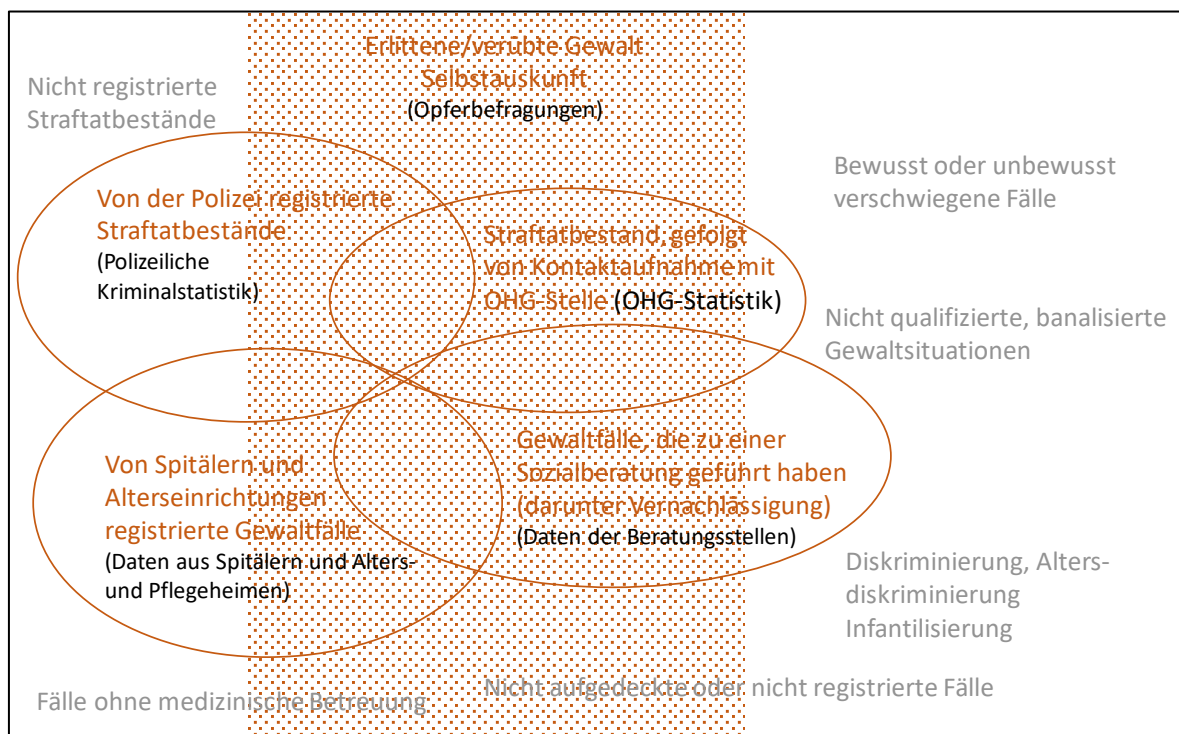 Erlittene/verübte Gewalt
Selbstauskunft
(Opferbefragungen)
Nicht registrierte
Straftatbestände
Bewusst oder unbewusst
verschwiegene Fälle
Von der Polizei registrierte
Straftatbestände
(Polizeiliche
Kriminalstatistik)
Straftatbestand, gefolgt
von Kontaktaufnahme mit
OHG-Stelle (OHG-Statistik)
Nicht qualifizierte, banalisierte
Gewaltsituationen
Von Spitälern und
Alterseinrichtungen
registrierte Gewaltfälle
(Daten aus Spitälern und Alters-
und Pflegeheimen)
Gewaltfälle, die zu einer
Sozialberatung geführt haben
(darunter Vernachlässigung)
(Daten der Beratungsstellen)
Diskriminierung, Alters-
diskriminierung
Infantilisierung
Fälle ohne medizinische Betreuung
Nicht aufgedeckte oder nicht registrierte Fälle